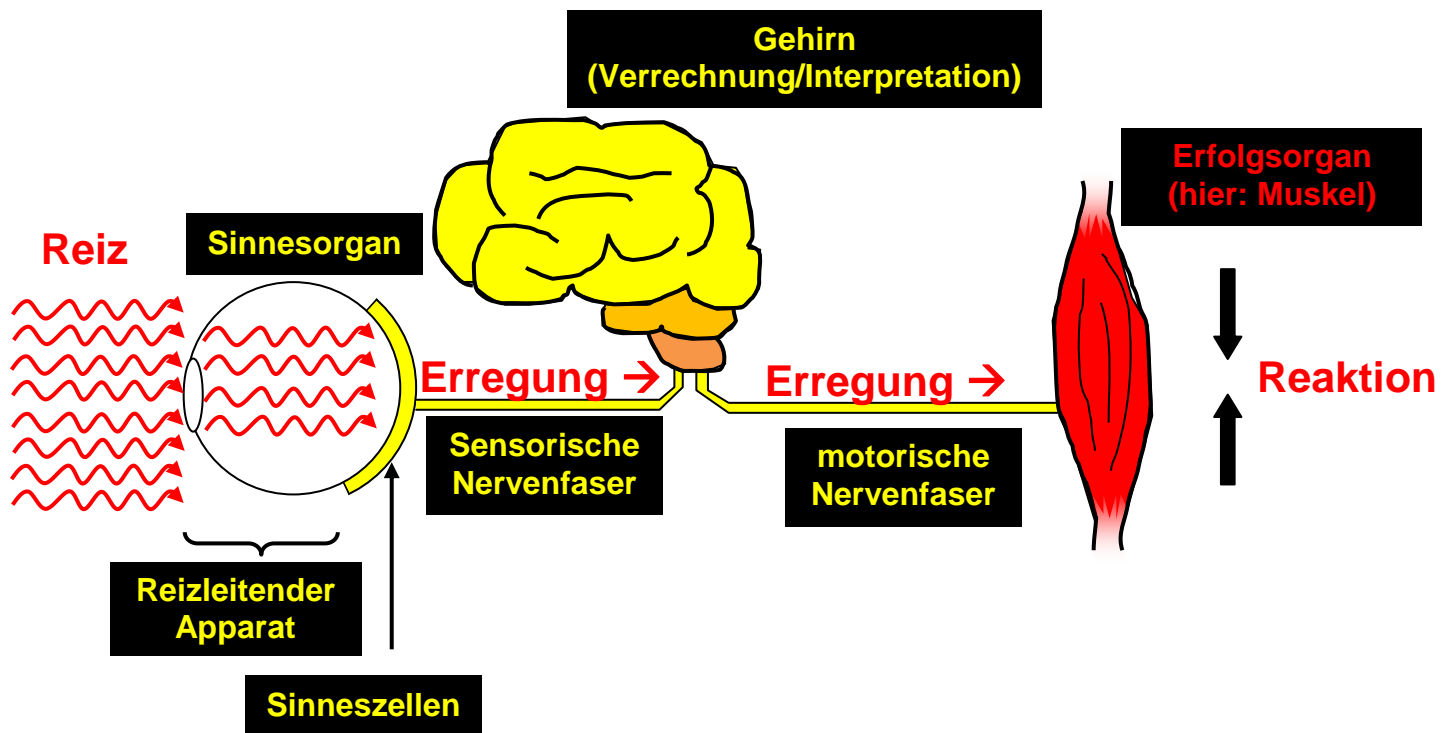 Gehirn
(Verrechnung/Interpretation)
Erfolgsorgan
(hier: Muskel)
Reiz
Sinnesorgan
Erregung →
Erregung →
Reaktion
Sensorische
Nervenfaser
motorische
Nervenfaser
Reizleitender
Apparat
Sinneszellen